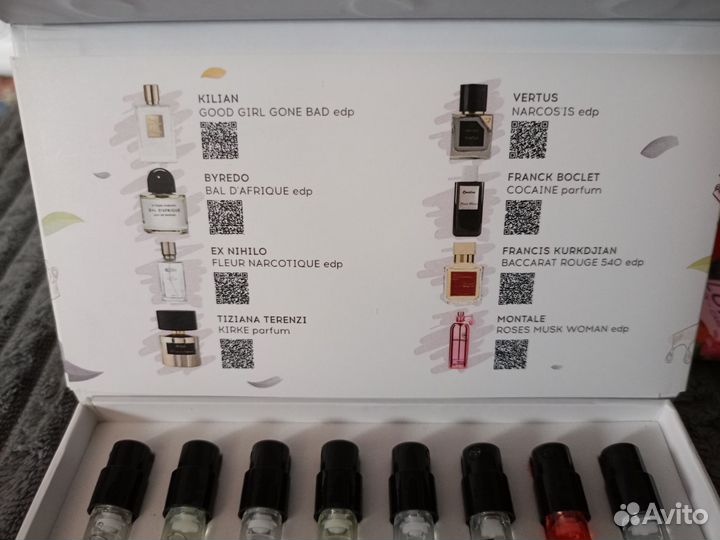 KILIAN
GOOD GIRL GONE BAD edp
BYREDO
BAL D'AFRIQUE edp
BAL D'AFRIQUE
EX NIHILO
FLEUR NARCOTIQUE edp
TIZIANA TERENZI
KIRKE parfum
VERTUS
NARCOS'IS edp
FRANCK BOCLET
COCAINE parfum
FRANCIS KURKDJIAN
BACCARAT ROUGE 540 edp
MONTALE
ROSES MUSK WOMAN edp
Avito